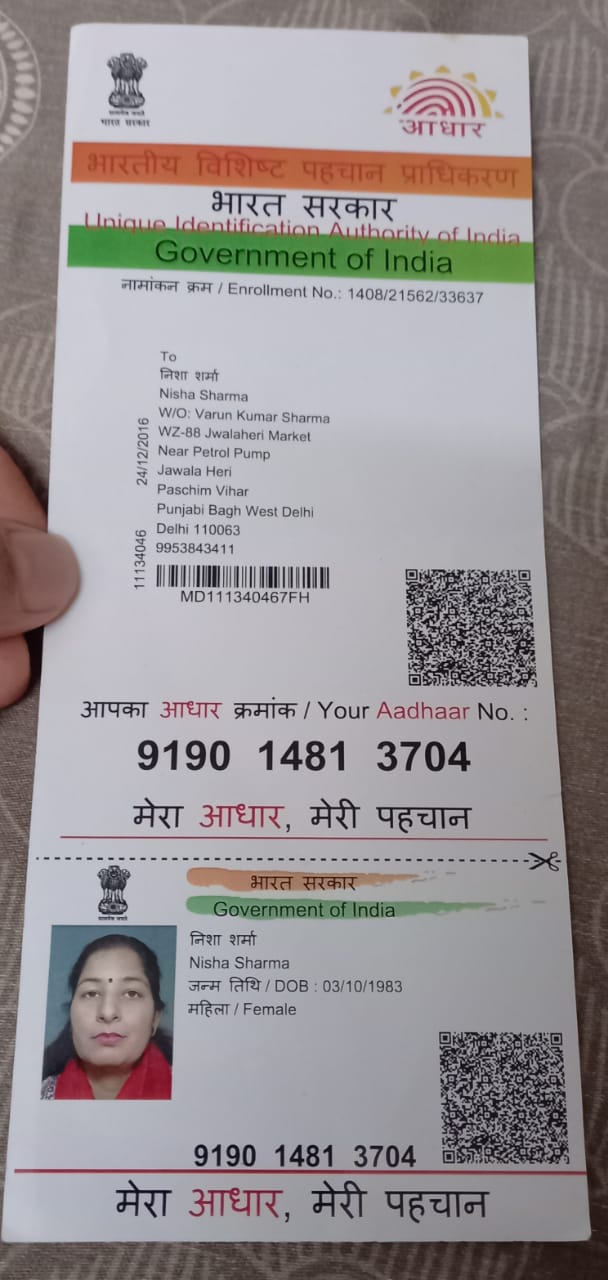 भारत सरकार
आधार
भारतीय विशिष्ट पहचान प्राधिकरण
भारत सरकार
Unique Identification Authority of India
Government of India
नामांकन क्रम / Enrollment No.: 1408/21562/33637
To
निशा शर्मा
Nisha Sharma
W/O: Varun Kumar Sharma
WZ-88 Jwalaheri Market
Near Petrol Pump
Jawala Heri
Paschim Vihar
Punjabi Bagh West Delhi
Delhi 110063
9953843411
24/12/2016
11134046
MD111340467FH
आपका आधार क्रमांक / Your Aadhaar No. :
9190 1481 3704
मेरा आधार, मेरी पहचान
भारत सरकार
Government of India
निशा शर्मा
Nisha Sharma
जन्म तिथि / DOB : 03/10/1983
महिला / Female
9190 1481 3704
मेरा आधार, मेरी पहचान